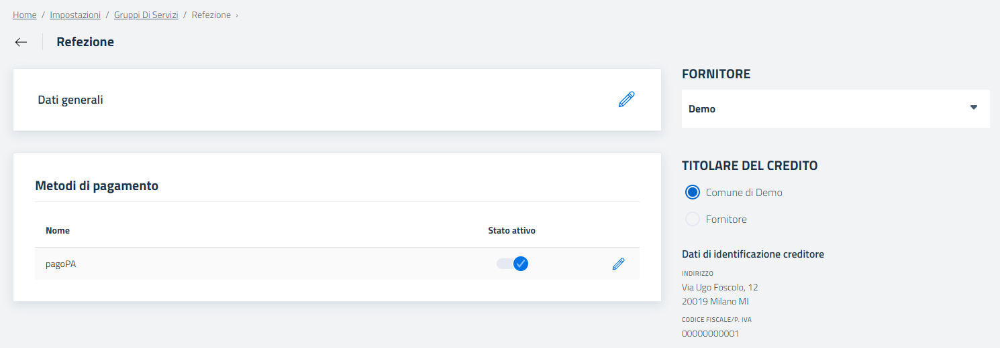 Home / Impostazioni / Gruppi Di Servizi / Refezione ›
Refezione
Dati generali
Metodi di pagamento
Nome Stato attivo
pagoPA
FORNITORE
Demo
TITOLARE DEL CREDITO
Comune di Demo
Fornitore
Dati di identificazione creditore
INDIRIZZO
Via Ugo Foscolo, 12
20019 Milano MI
CODICE FISCALE/P. IVA
00000000001